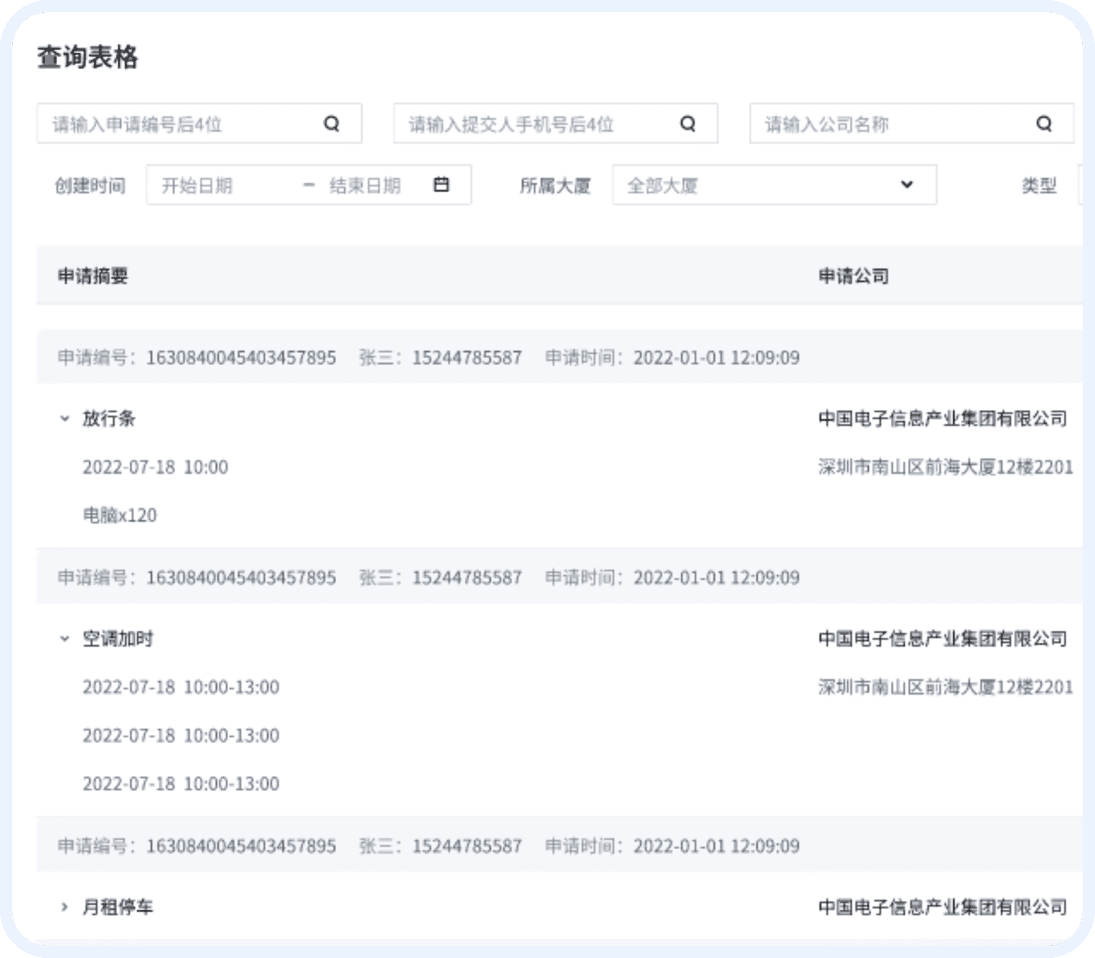 查询表格
请输入申请编号后4位 请输入提交人手机号后4位 请输入公司名称
创建时间 开始日期 – 结束日期 所属大厦 全部大厦 类型
申请摘要 申请公司
申请编号：1630840045403457895 张三：15244785587 申请时间：2022-01-01 12:09:09
放行条 中国电子信息产业集团有限公司
2022-07-18 10:00 深圳市南山区前海大厦12楼2201
电脑x120
申请编号：1630840045403457895 张三：15244785587 申请时间：2022-01-01 12:09:09
空调加时 中国电子信息产业集团有限公司
2022-07-18 10:00-13:00 深圳市南山区前海大厦12楼2201
2022-07-18 10:00-13:00
2022-07-18 10:00-13:00
申请编号：1630840045403457895 张三：15244785587 申请时间：2022-01-01 12:09:09
月租停车 中国电子信息产业集团有限公司